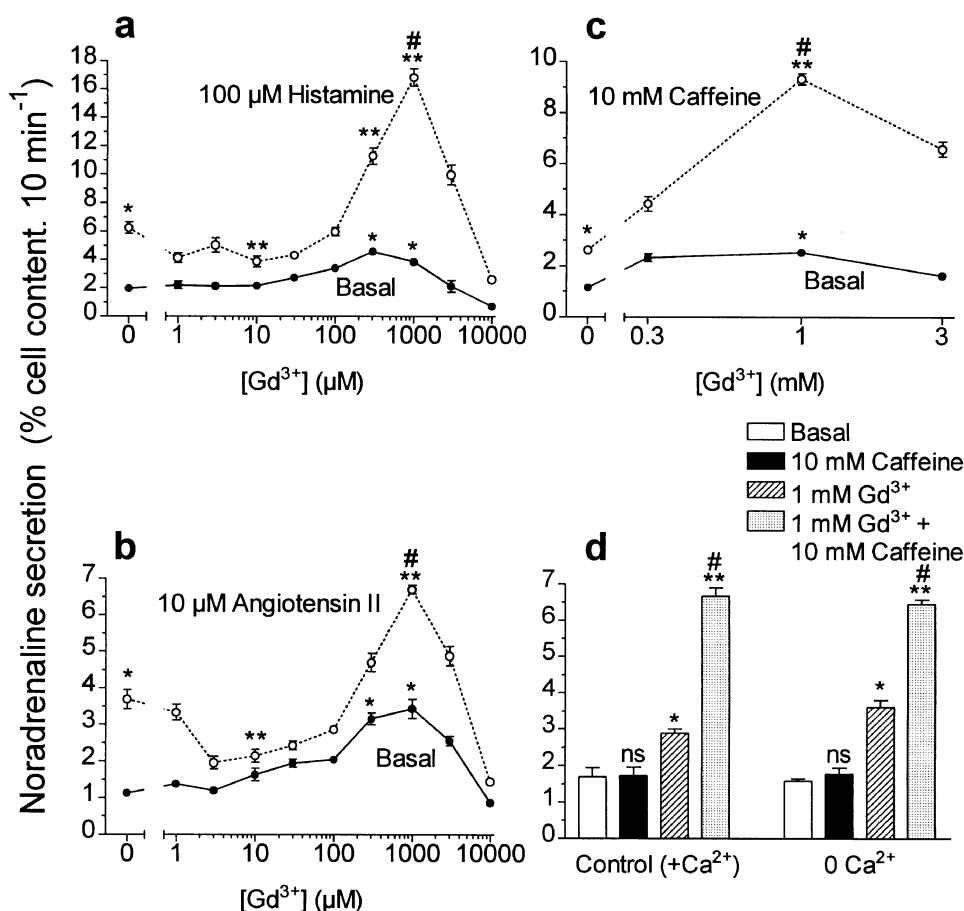 Noradrenaline secretion (% cell content. 10 min⁻¹)
a
#
**
100 µM Histamine
**
*
**
*
*
Basal
18
16
14
12
10
8
6
4
2
0
0 1 10 100 1000 10000
[Gd³⁺] (µM)
c
#
**
10 mM Caffeine
*
*
Basal
10
8
6
4
2
0
0 0.3 1 3
[Gd³⁺] (mM)
b
#
**
10 µM Angiotensin II
*
**
*
*
Basal
7
6
5
4
3
2
1
0
0 1 10 100 1000 10000
[Gd³⁺] (µM)
Basal
10 mM Caffeine
1 mM Gd³⁺
1 mM Gd³⁺ +
10 mM Caffeine
d
#
**
#
**
*
*
ns
ns
7
6
5
4
3
2
1
0
Control (+Ca²⁺) 0 Ca²⁺